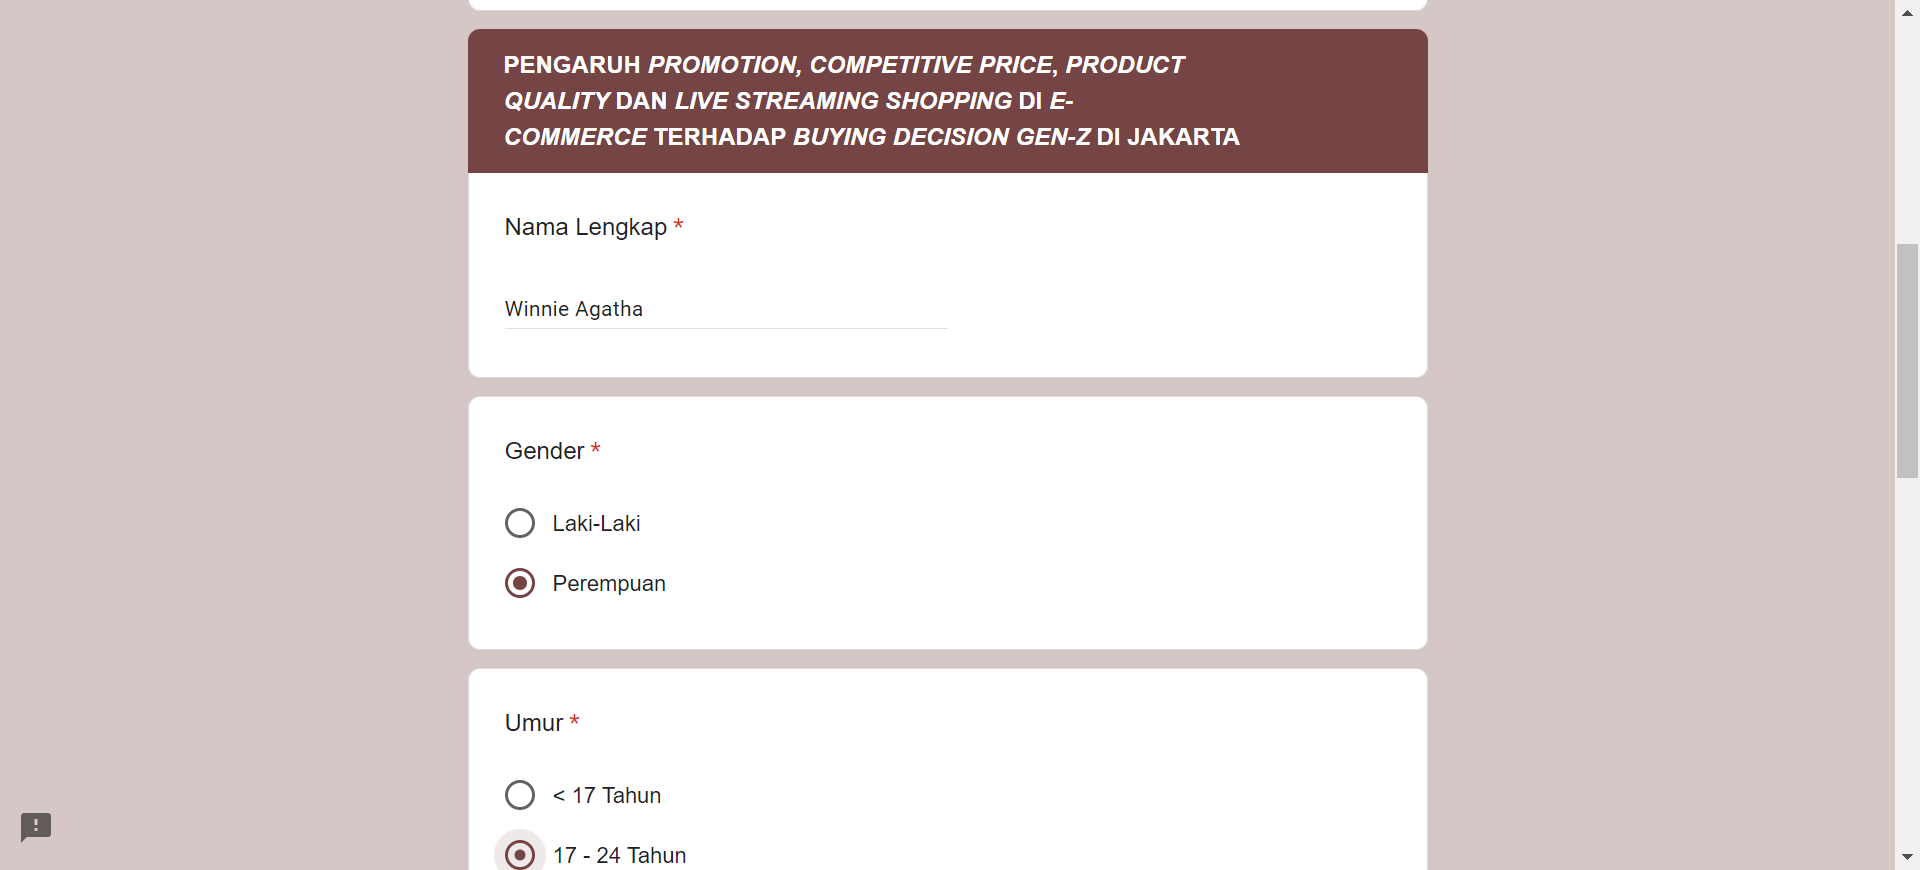 PENGARUH PROMOTION, COMPETITIVE PRICE, PRODUCT
QUALITY DAN LIVE STREAMING SHOPPING DI E-
COMMERCE TERHADAP BUYING DECISION GEN-Z DI JAKARTA
Nama Lengkap *
Winnie Agatha
Gender *
Laki-Laki
Perempuan
Umur *
< 17 Tahun
17 - 24 Tahun